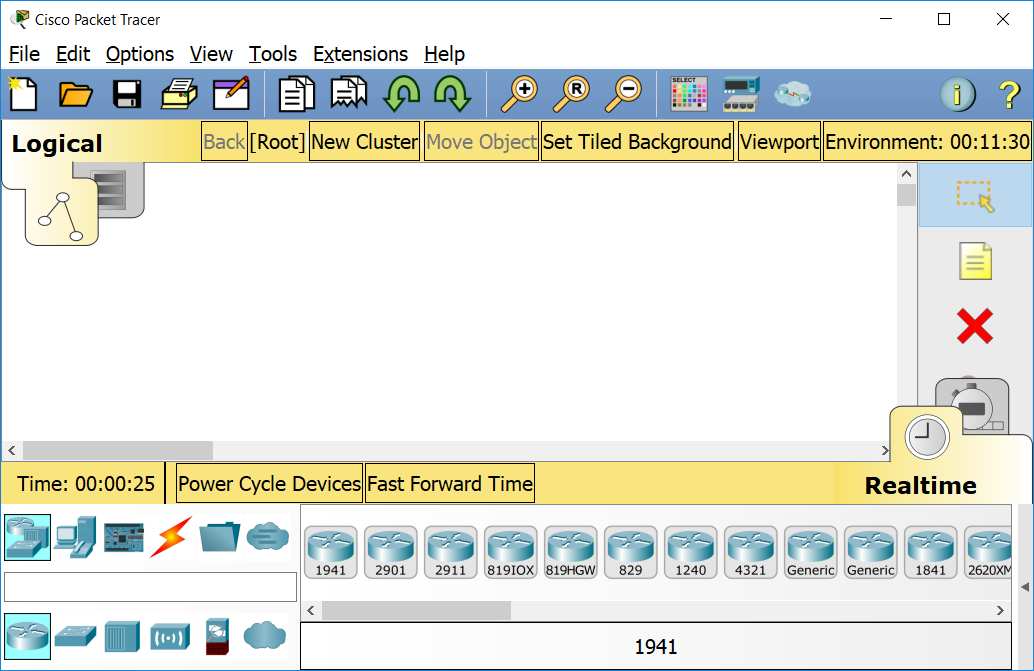 Cisco Packet Tracer
File Edit Options View Tools Extensions Help
SELECT R i ?
Logical Back [Root] New Cluster Move Object Set Tiled Background Viewport Environment: 00:11:30
Time: 00:00:25 Power Cycle Devices Fast Forward Time Realtime
1941 2901 2911 819IOX 819HGW 829 1240 4321 Generic Generic 1841 2620XM
1941